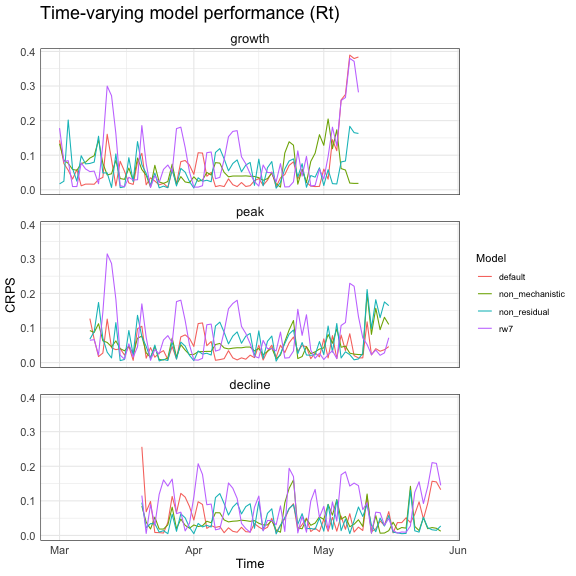 Time-varying model performance (Rt)
growth
0.4
0.3
0.2
0.1
0.0
peak
0.4
0.3
0.2
0.1
0.0
CRPS
decline
0.4
0.3
0.2
0.1
0.0
Mar
Apr
May
Jun
Time
Model
default
non_mechanistic
non_residual
rw7